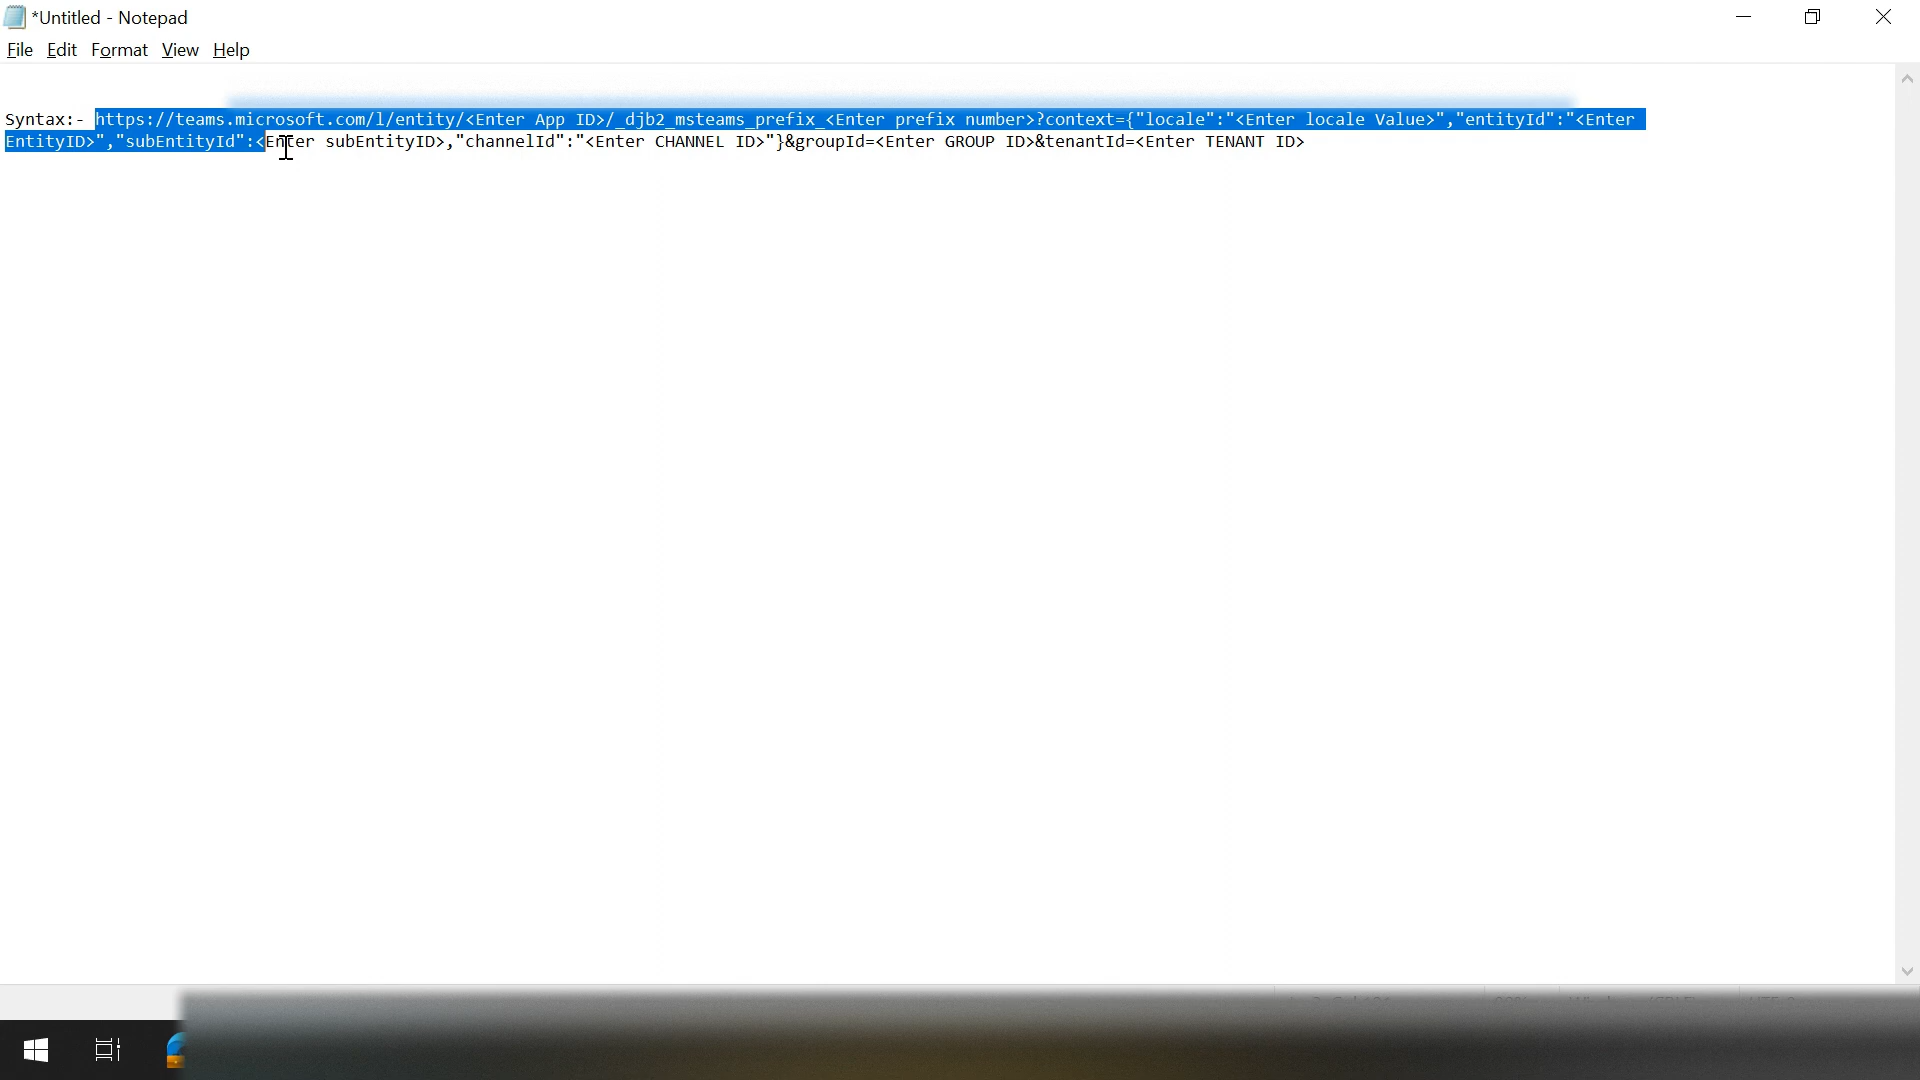 *Untitled - Notepad
File Edit Format View Help
Syntax:- https://teams.microsoft.com/l/entity/<Enter App ID>/_djb2_msteams_prefix_<Enter prefix number>?context={"locale":"<Enter locale Value>","entityId":"<Enter
EntityID>","subEntityId":<Enter subEntityID>,"channelId":"<Enter CHANNEL ID>"}&groupId=<Enter GROUP ID>&tenantId=<Enter TENANT ID>